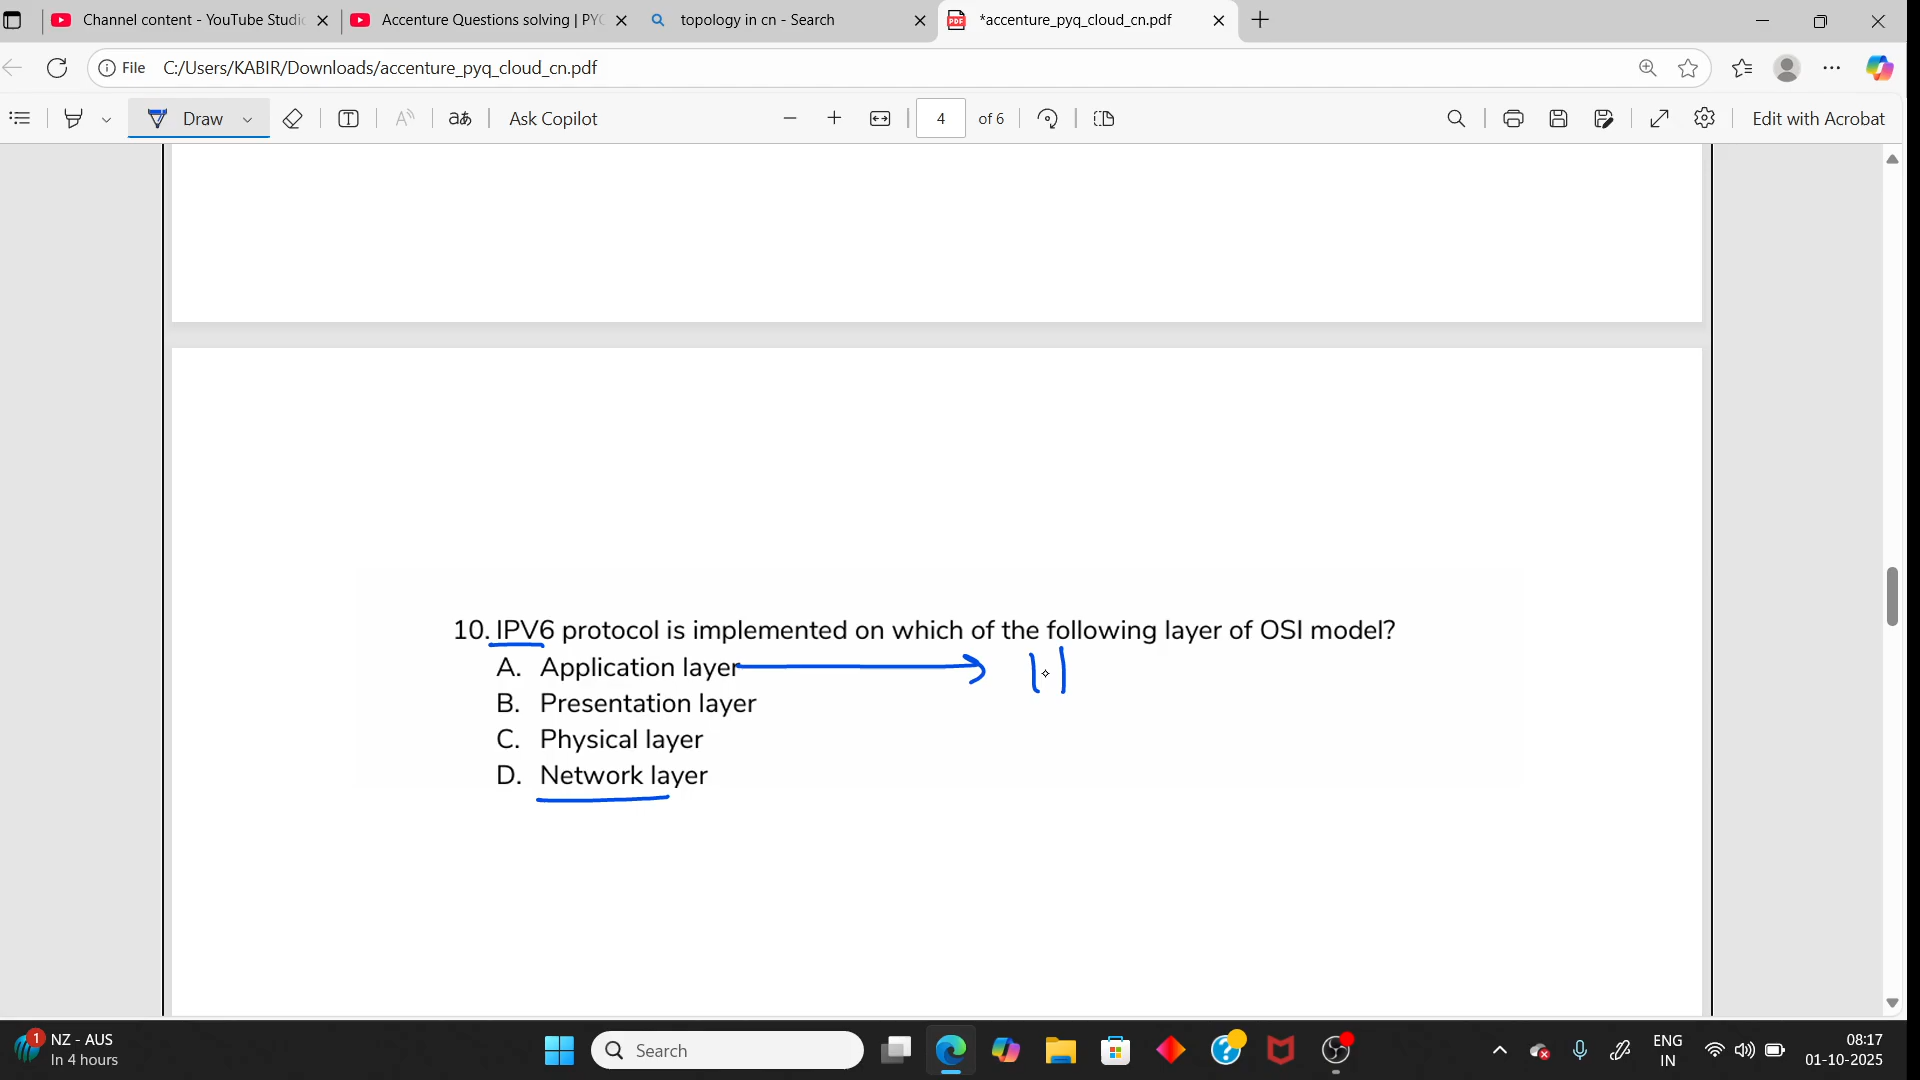 Channel content - YouTube Studi
Accenture Questions solving | PYQ
topology in cn - Search
*accenture_pyq_cloud_cn.pdf
File C:/Users/KABIR/Downloads/accenture_pyq_cloud_cn.pdf
Draw
Ask Copilot
4 of 6
Edit with Acrobat
10. IPV6 protocol is implemented on which of the following layer of OSI model?
A. Application layer
B. Presentation layer
C. Physical layer
D. Network layer
1 NZ - AUS
In 4 hours
Search
ENG
IN
08:17
01-10-2025